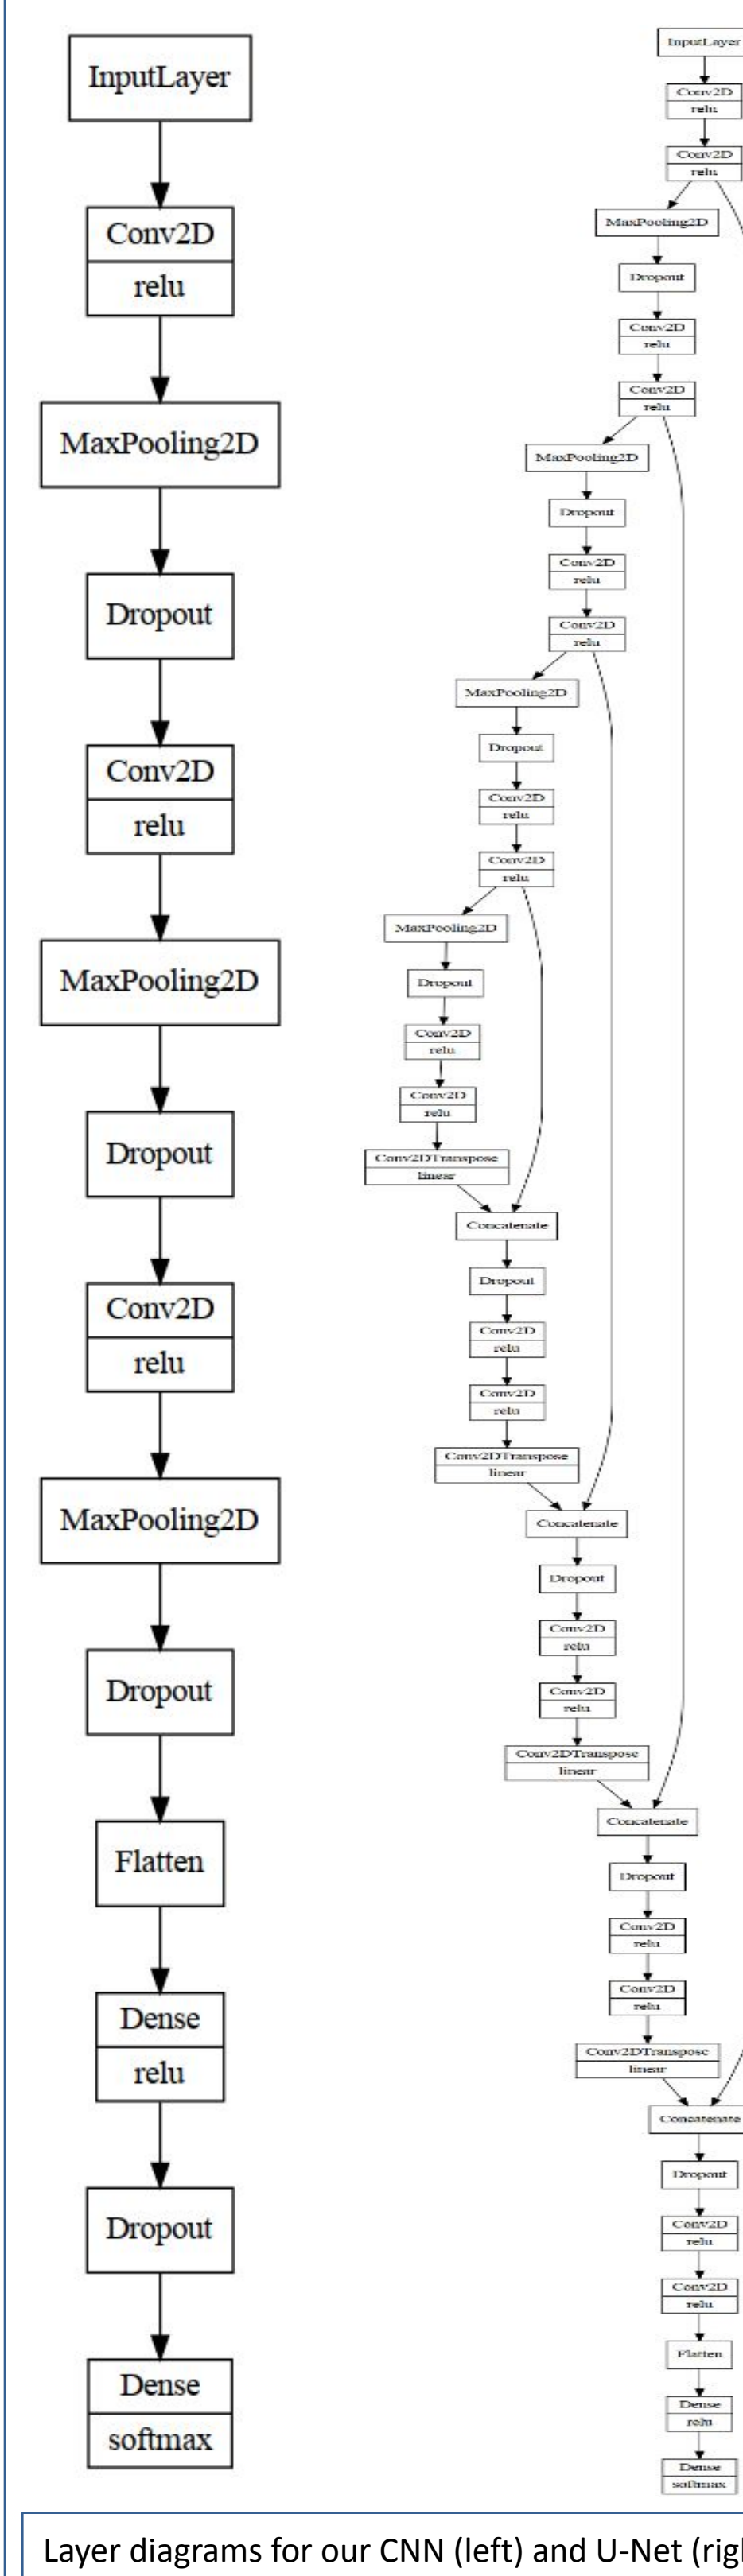 InputLayer
Conv2D
relu
MaxPooling2D
Dropout
Conv2D
relu
MaxPooling2D
Dropout
Conv2D
relu
MaxPooling2D
Dropout
Flatten
Dense
relu
Dropout
Dense
softmax
InputLayer
Conv2D
relu
Conv2D
relu
MaxPooling2D
Dropout
Conv2D
relu
Conv2D
relu
MaxPooling2D
Dropout
Conv2D
relu
Conv2D
relu
MaxPooling2D
Dropout
Conv2D
relu
Conv2D
relu
MaxPooling2D
Dropout
Conv2D
relu
Conv2D
relu
Conv2DTranspose
linear
Concatenate
Dropout
Conv2D
relu
Conv2D
relu
Conv2DTranspose
linear
Concatenate
Dropout
Conv2D
relu
Conv2D
relu
Conv2DTranspose
linear
Concatenate
Dropout
Conv2D
relu
Conv2D
relu
Conv2DTranspose
linear
Concatenate
Dropout
Conv2D
relu
Conv2D
relu
Flatten
Dense
relu
Dense
softmax
Layer diagrams for our CNN (left) and U-Net (righ